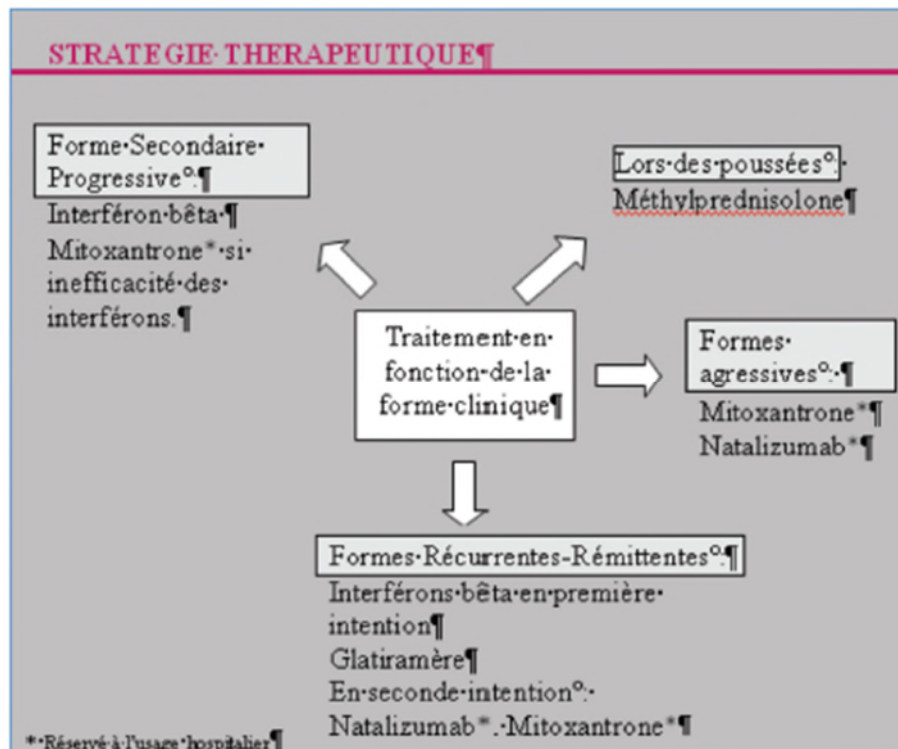 STRATEGIE·THERAPEUTIQUE¶
Forme·Secondaire·
Progressive°:¶
Interféron·bêta·¶
Mitoxantrone*·si·
inefficacité·des·
interférons.¶
Lors·des·poussées°:·
Méthylprednisolone¶
Traitement·en·
fonction·de·la·
forme·clinique¶
Formes·
agressives°:·¶
Mitoxantrone*¶
Natalizumab*¶
Formes·Récurrentes-Rémittentes°:¶
Interférons·bêta·en·première·
intention¶
Glatiramère¶
En·seconde·intention°:·
Natalizumab*.·Mitoxantrone*¶
*·Réservé·à·l'usage·hospitalier¶